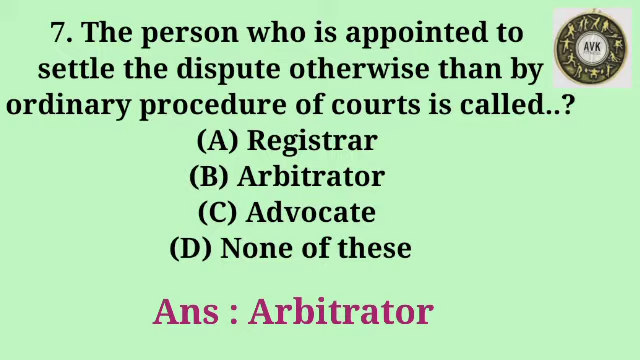 7. The person who is appointed to
settle the dispute otherwise than by
ordinary procedure of courts is called..?
(A) Registrar
(B) Arbitrator
(C) Advocate
(D) None of these
Ans : Arbitrator
AVK